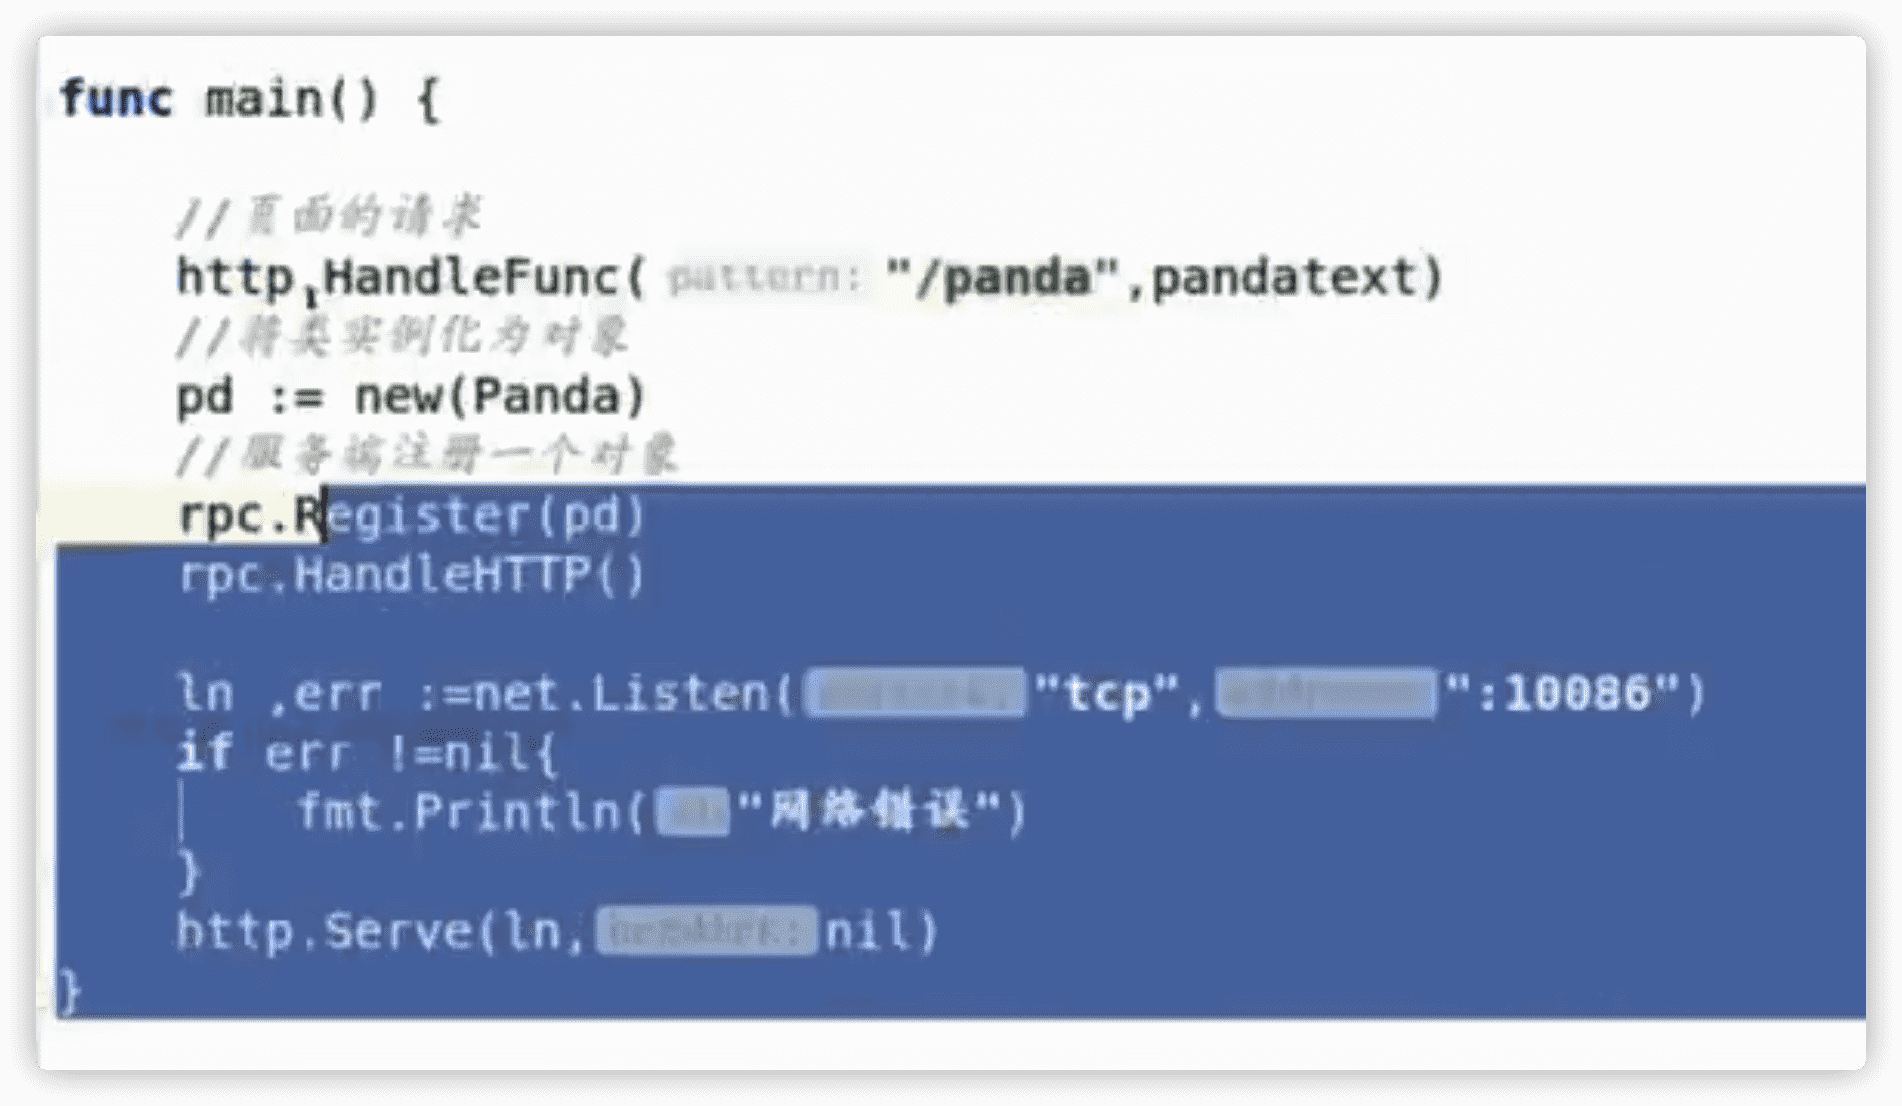 func main() {
//页面的请求
http.HandleFunc( pattern: "/panda",pandatext)
//将类实例化为对象
pd := new(Panda)
//服务端注册一个对象
rpc.Register(pd)
rpc.HandleHTTP()
ln ,err :=net.Listen( "tcp", ":10086")
if err !=nil{
fmt.Println( "网络错误")
}
http.Serve(ln, handler: nil)
}